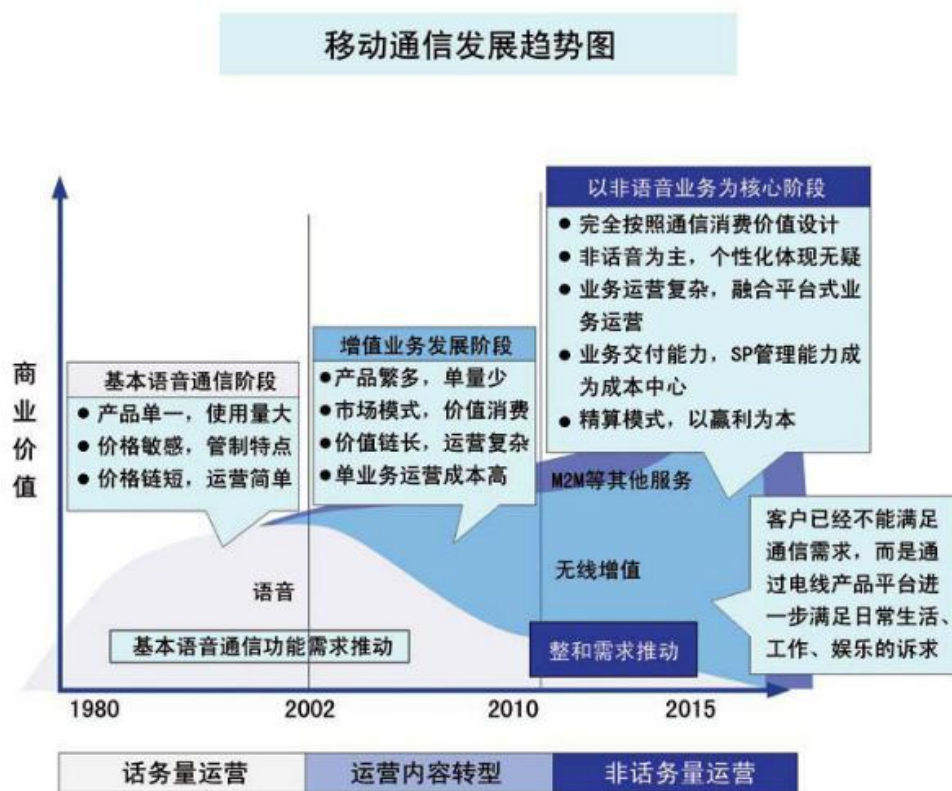 移动通信发展趋势图
以非语音业务为核心阶段
● 完全按照通信消费价值设计
● 非话音为主，个性化体现无疑
● 业务运营复杂，融合平台式业
务运营
● 业务交付能力，SP管理能力成
为成本中心
● 精算模式，以赢利为本
增值业务发展阶段
● 产品繁多，单量少
● 市场模式，价值消费
● 价值链长，运营复杂
● 单业务运营成本高
商业价值
基本语音通信阶段
● 产品单一，使用量大
● 价格敏感，管制特点
● 价格链短，运营简单
M2M等其他服务
客户已经不能满足
通信需求，而是通
过电线产品平台进
一步满足日常生活、
工作、娱乐的诉求
无线增值
语音
基本语音通信功能需求推动
整和需求推动
1980
2002
2010
2015
话务量运营
运营内容转型
非话务量运营